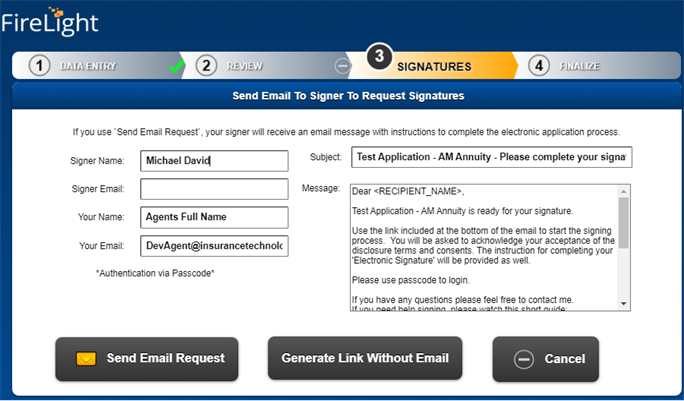 FireLight
1 DATA ENTRY 2 REVIEW 3 SIGNATURES 4 FINALIZE
Send Email To Signer To Request Signatures
If you use `Send Email Request`, your signer will receive an email message with instructions to complete the electronic application process.
Signer Name: Michael David
Signer Email:
Your Name: Agents Full Name
Your Email: DevAgent@insurancetechnolo
*Authentication via Passcode*
Subject: Test Application - AM Annuity - Please complete your signa
Message: Dear <RECIPIENT_NAME>,
Test Application - AM Annuity is ready for your signature.
Use the link included at the bottom of the email to start the signing
process. You will be asked to acknowledge your acceptance of the
disclosure terms and consents. The instruction for completing your
'Electronic Signature' will be provided as well.
Please use passcode to login.
If you have any questions please feel free to contact me.
If you need help signing, please watch this short guide:
Send Email Request
Generate Link Without Email
Cancel